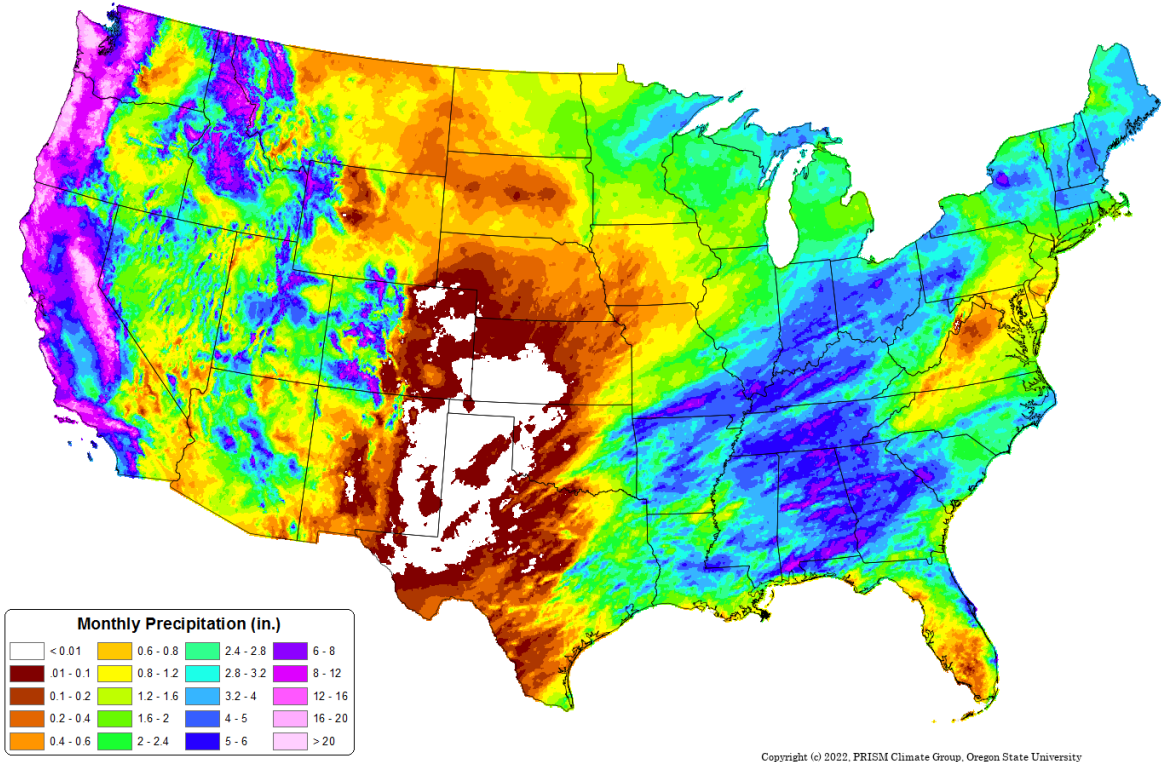 Monthly Precipitation (in.)
< 0.01 0.6 - 0.8 2.4 - 2.8 6 - 8
.01 - 0.1 0.8 - 1.2 2.8 - 3.2 8 - 12
0.1 - 0.2 1.2 - 1.6 3.2 - 4 12 - 16
0.2 - 0.4 1.6 - 2 4 - 5 16 - 20
0.4 - 0.6 2 - 2.4 5 - 6 > 20
Copyright (c) 2022, PRISM Climate Group, Oregon State University